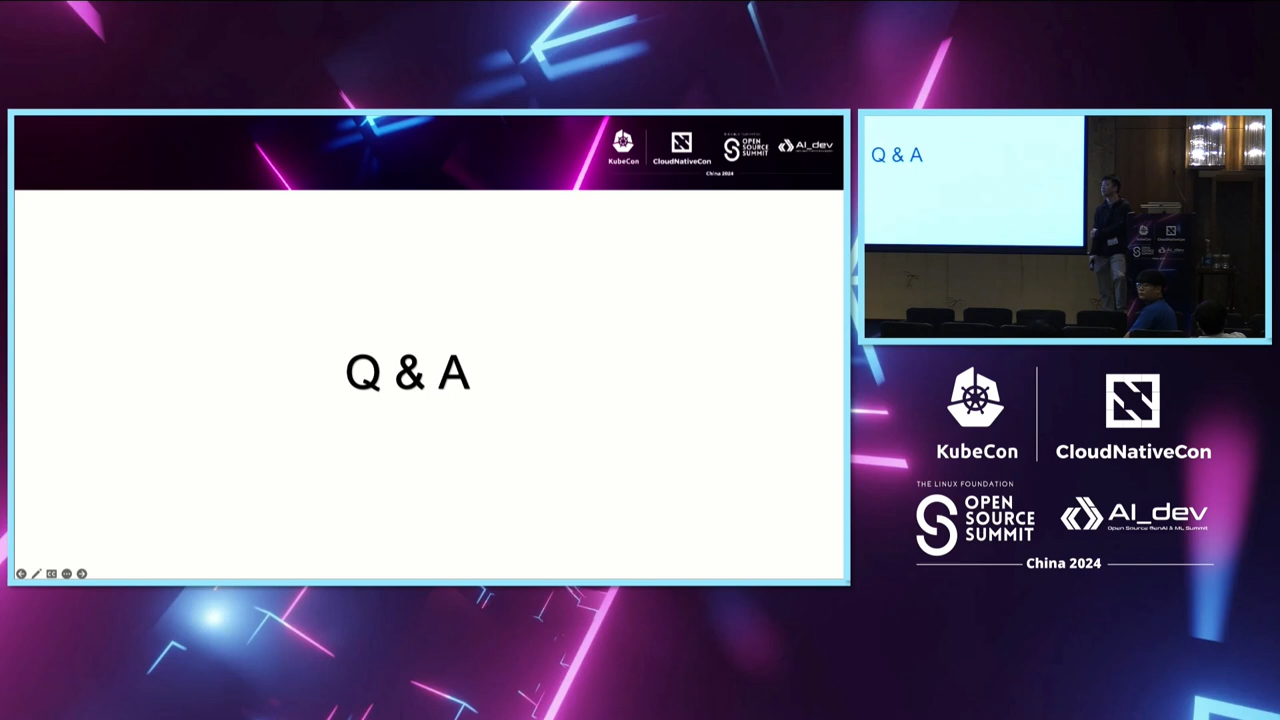 KubeCon
CloudNativeCon
OPEN
SOURCE
SUMMIT
AI_dev
China 2024
Q & A
Q & A
KubeCon
CloudNativeCon
THE LINUX FOUNDATION
OPEN
SOURCE
SUMMIT
AI_dev
Open Source GenAI & ML Summit
China 2024